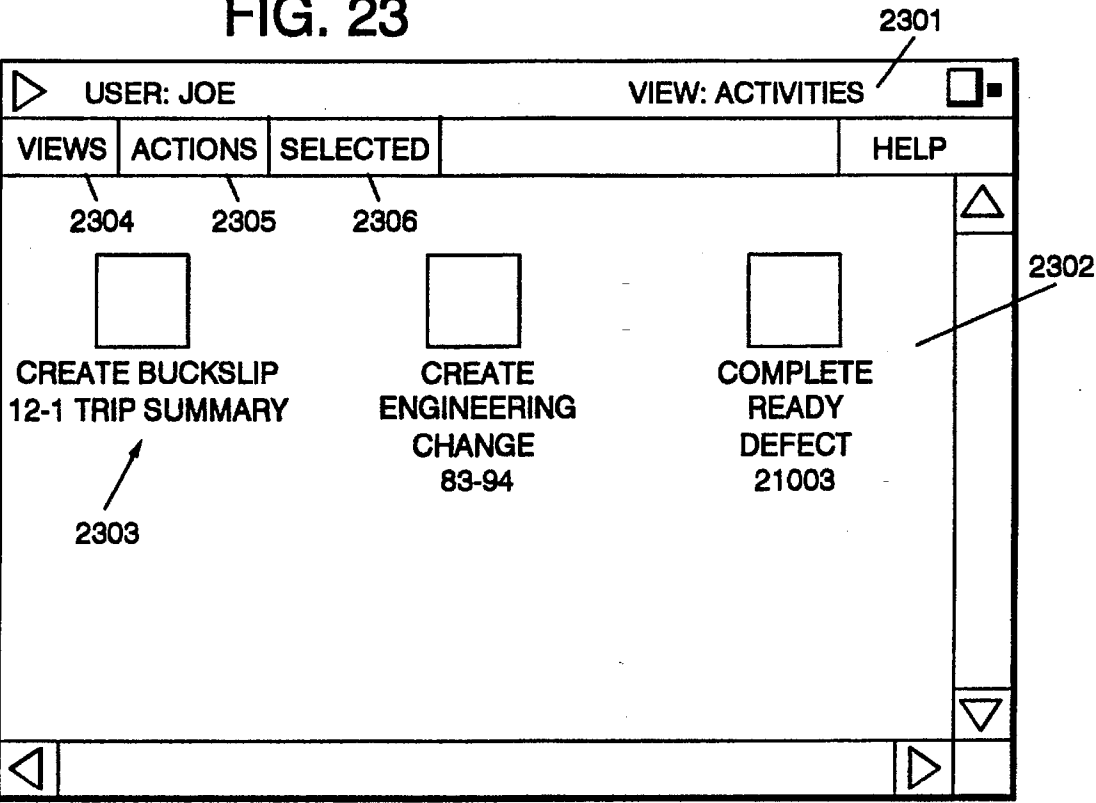 FIG. 23
2301
USER: JOE VIEW: ACTIVITIES
VIEWS ACTIONS SELECTED HELP
2304 2305 2306
2302
CREATE BUCKSLIP
12-1 TRIP SUMMARY
CREATE
ENGINEERING
CHANGE
83-94
COMPLETE
READY
DEFECT
21003
2303